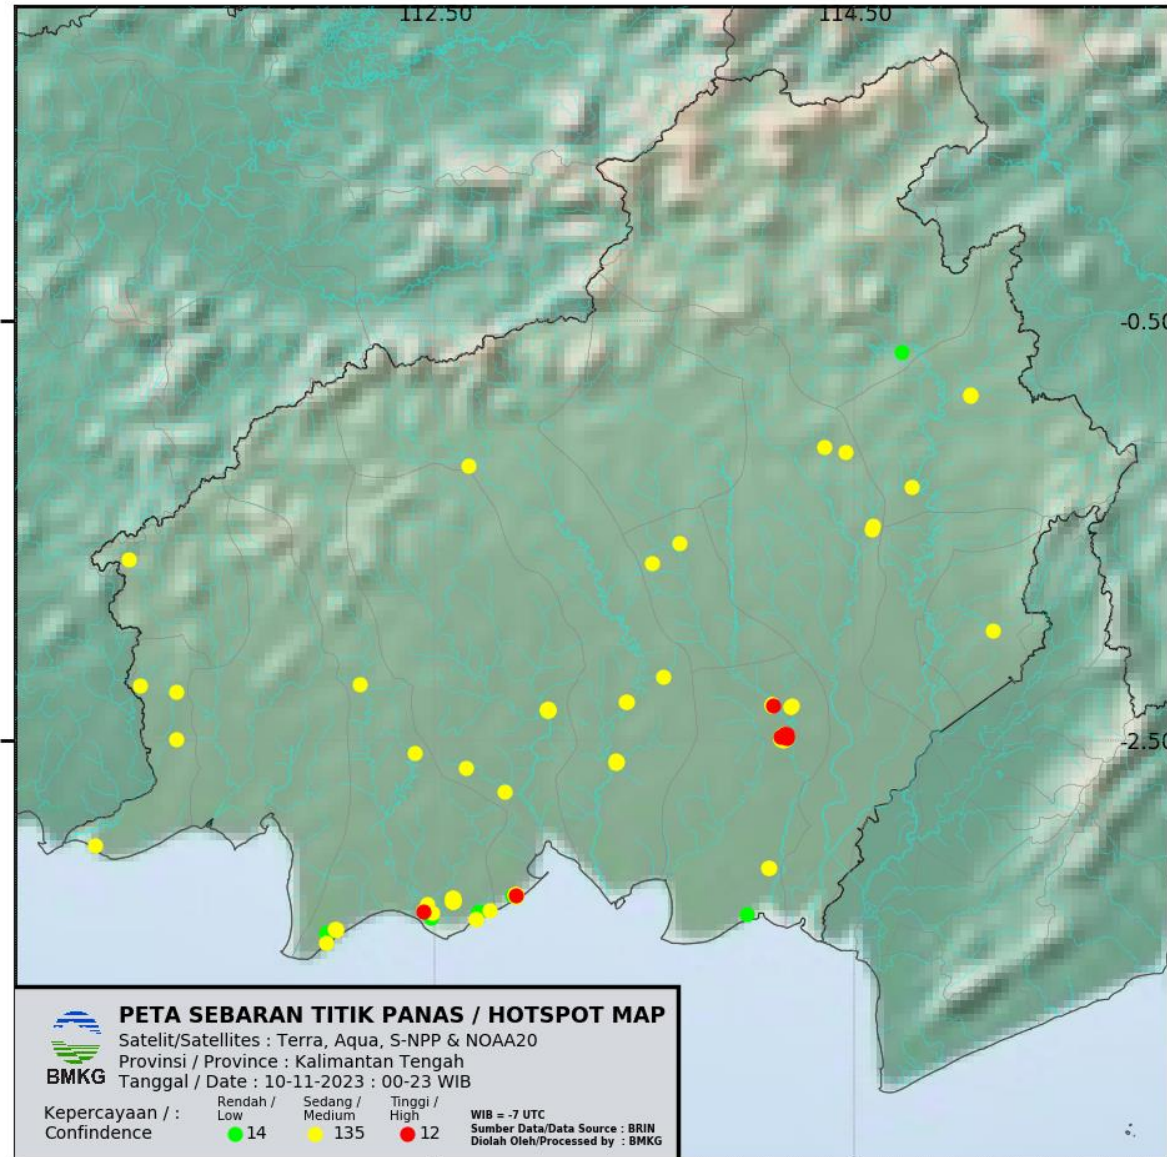 112.50
114.50
-0.50
-2.50
PETA SEBARAN TITIK PANAS / HOTSPOT MAP
Satelit/Satellites : Terra, Aqua, S-NPP & NOAA20
Provinsi / Province : Kalimantan Tengah
Tanggal / Date : 10-11-2023 : 00-23 WIB
BMKG
Kepercayaan / :
Confindence
Rendah /
Low
14
Sedang /
Medium
135
Tinggi /
High
12
WIB = -7 UTC
Sumber Data/Data Source : BRIN
Diolah Oleh/Processed by : BMKG